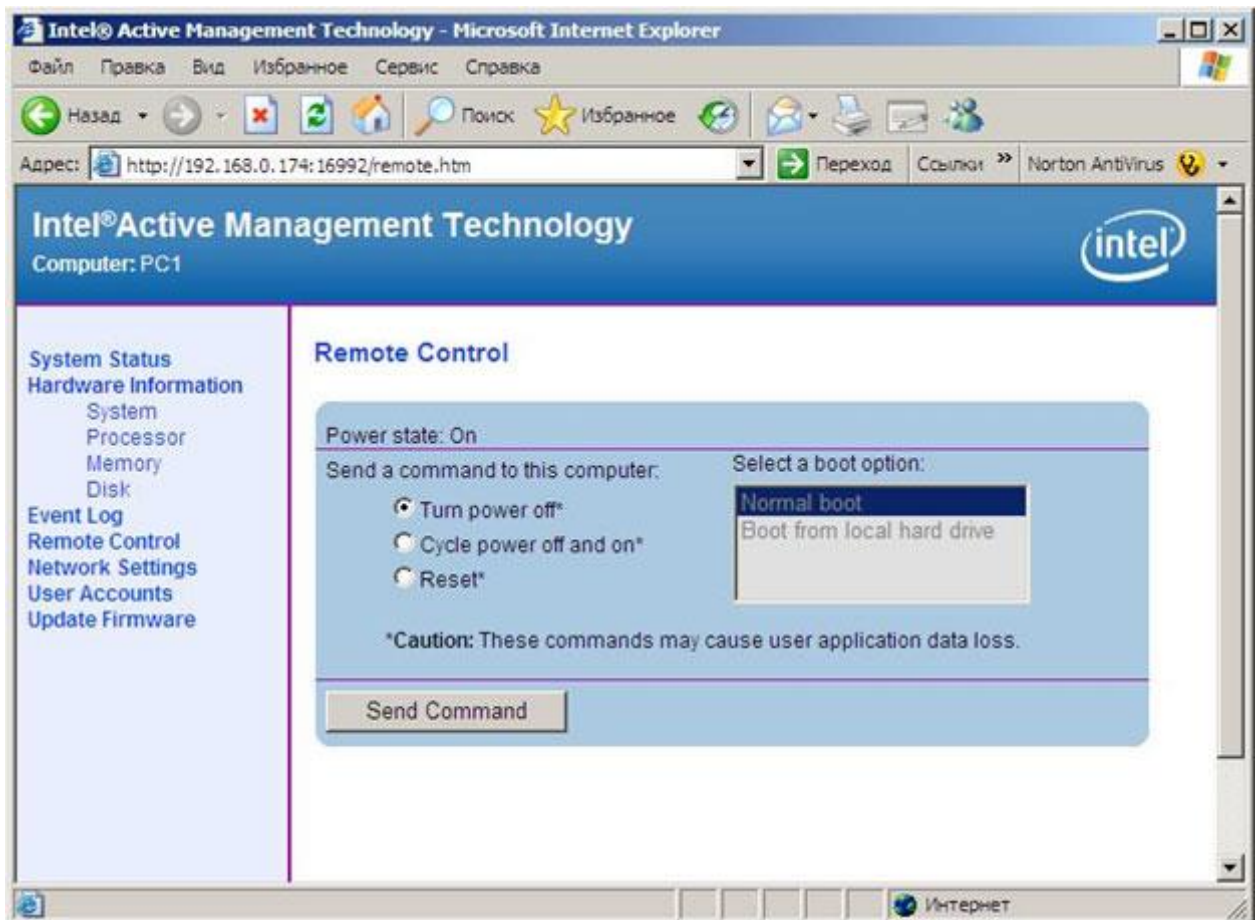 Intel® Active Management Technology - Microsoft Internet Explorer
Файл Правка Вид Избранное Сервис Справка
Назад Поиск Избранное
Адрес: http://192.168.0.174:16992/remote.htm Переход Ссылки » Norton AntiVirus
Intel®Active Management Technology
Computer: PC1
intel
System Status
Hardware Information
System
Processor
Memory
Disk
Event Log
Remote Control
Network Settings
User Accounts
Update Firmware
Remote Control
Power state: On
Send a command to this computer:
Turn power off*
Cycle power off and on*
Reset*
Select a boot option:
Normal boot
Boot from local hard drive
*Caution: These commands may cause user application data loss.
Send Command
Интернет